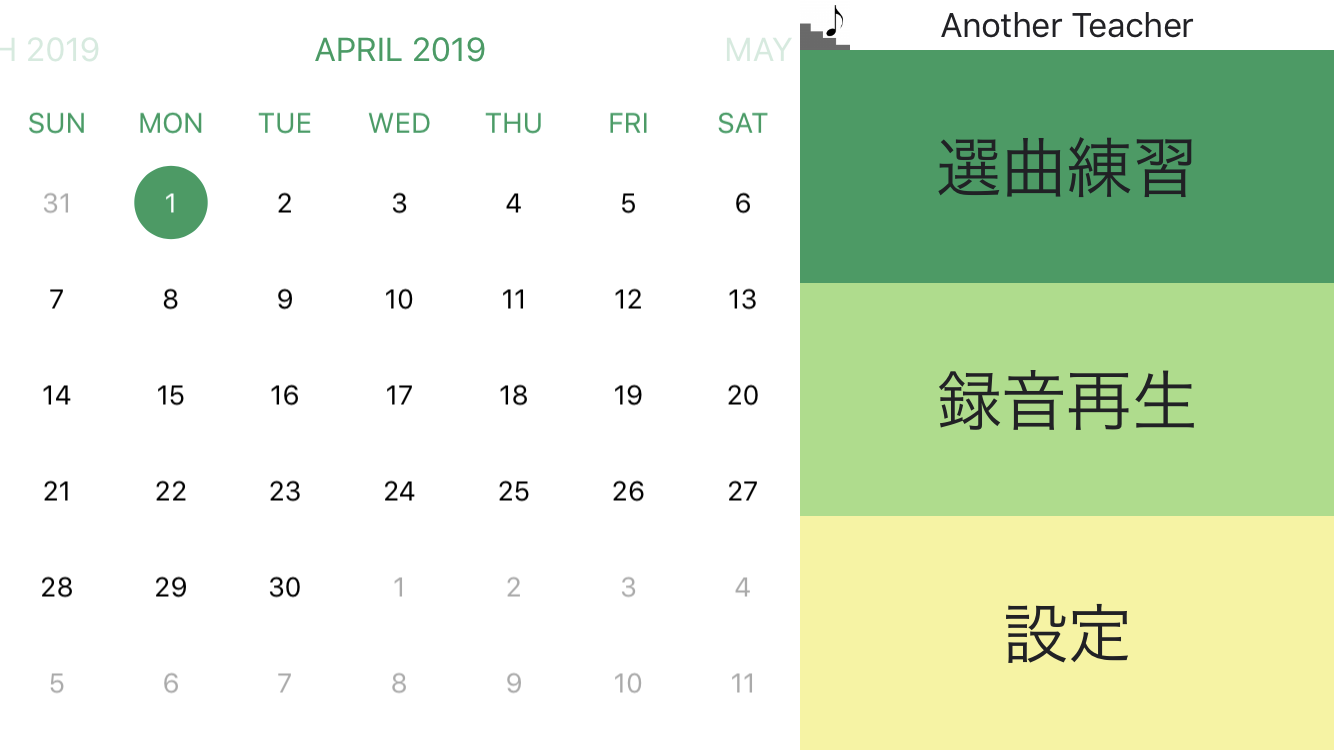 H 2019 APRIL 2019 MAY
SUN MON TUE WED THU FRI SAT
31 1 2 3 4 5 6
7 8 9 10 11 12 13
14 15 16 17 18 19 20
21 22 23 24 25 26 27
28 29 30 1 2 3 4
5 6 7 8 9 10 11
Another Teacher
選曲練習
録音再生
設定